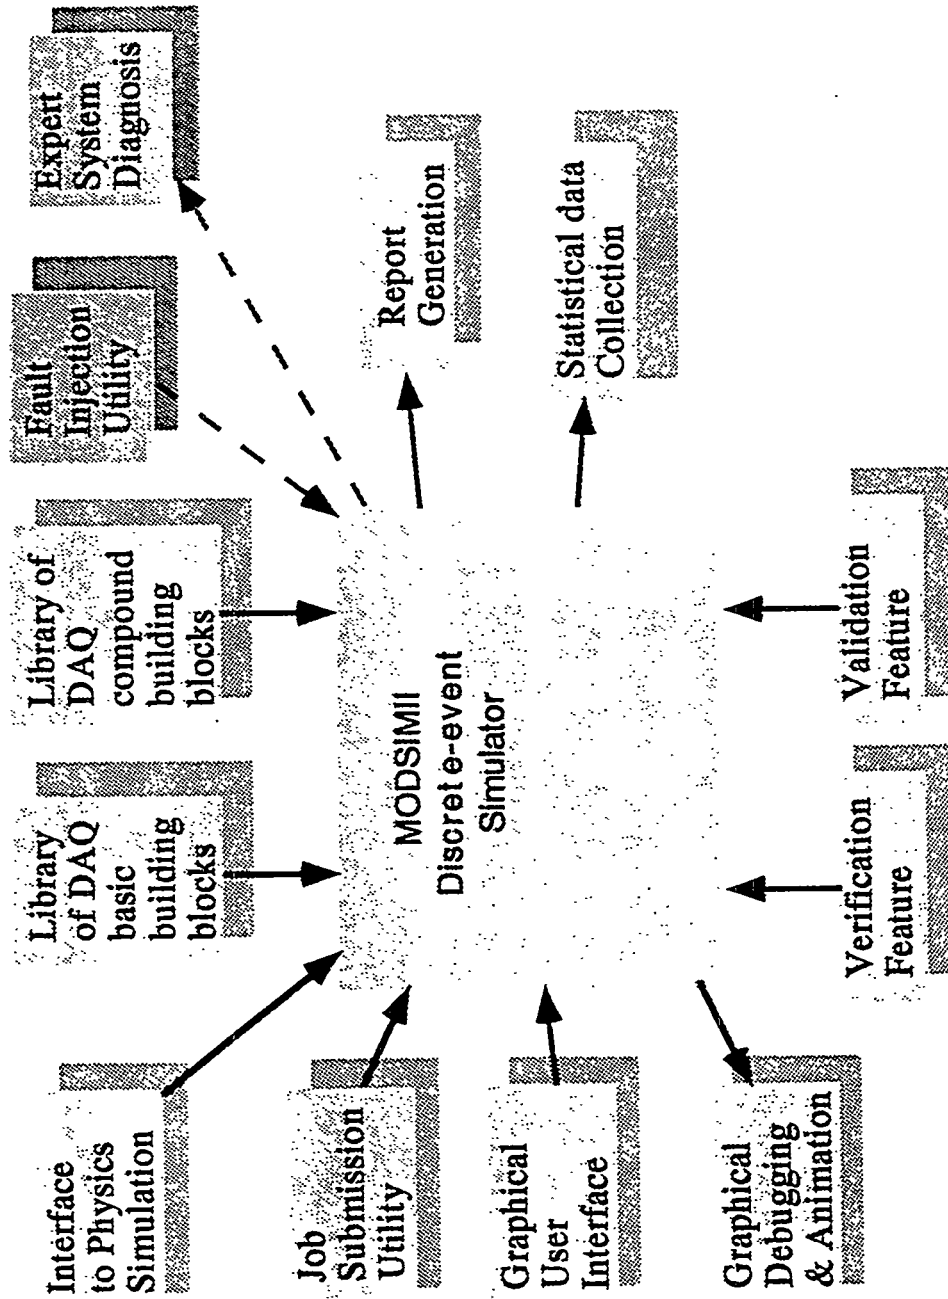 Interface
to Physics
Simulation
Library
of DAQ
basic
building
blocks
Library of
DAQ
compound
building
blocks
Fault
Injection
Utility
Expert
System
Diagnosis
Job
Submission
Utility
MODSIMII
Discrete-event
Simulator
Report
Generation
Graphical
User
Interface
Statistical data
Collection
Graphical
Debugging
& Animation
Verification
Feature
Validation
Feature